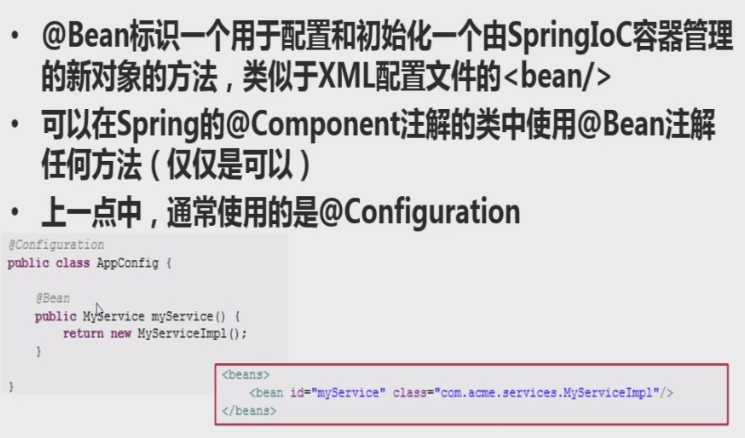 • @Bean标识一个用于配置和初始化一个由SpringIoC容器管理
的新对象的方法，类似于XML配置文件的<bean/>
• 可以在Spring的@Component注解的类中使用@Bean注解
任何方法（仅仅是可以）
• 上一点中，通常使用的是@Configuration
@Configuration
public class AppConfig {
@Bean
public MyService myService() {
return new MyServiceImpl();
}
}
<beans>
<bean id="myService" class="com.acme.services.MyServiceImpl"/>
</beans>